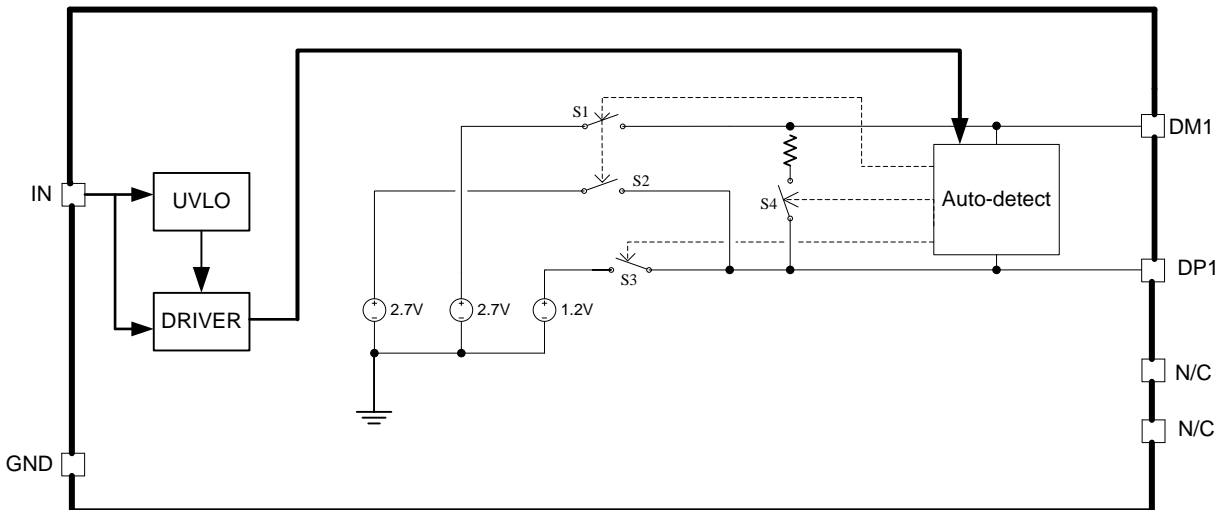 S1
DM1
IN
UVLO
S2
S4
Auto-detect
S3
DP1
2.7V
2.7V
1.2V
DRIVER
N/C
N/C
GND